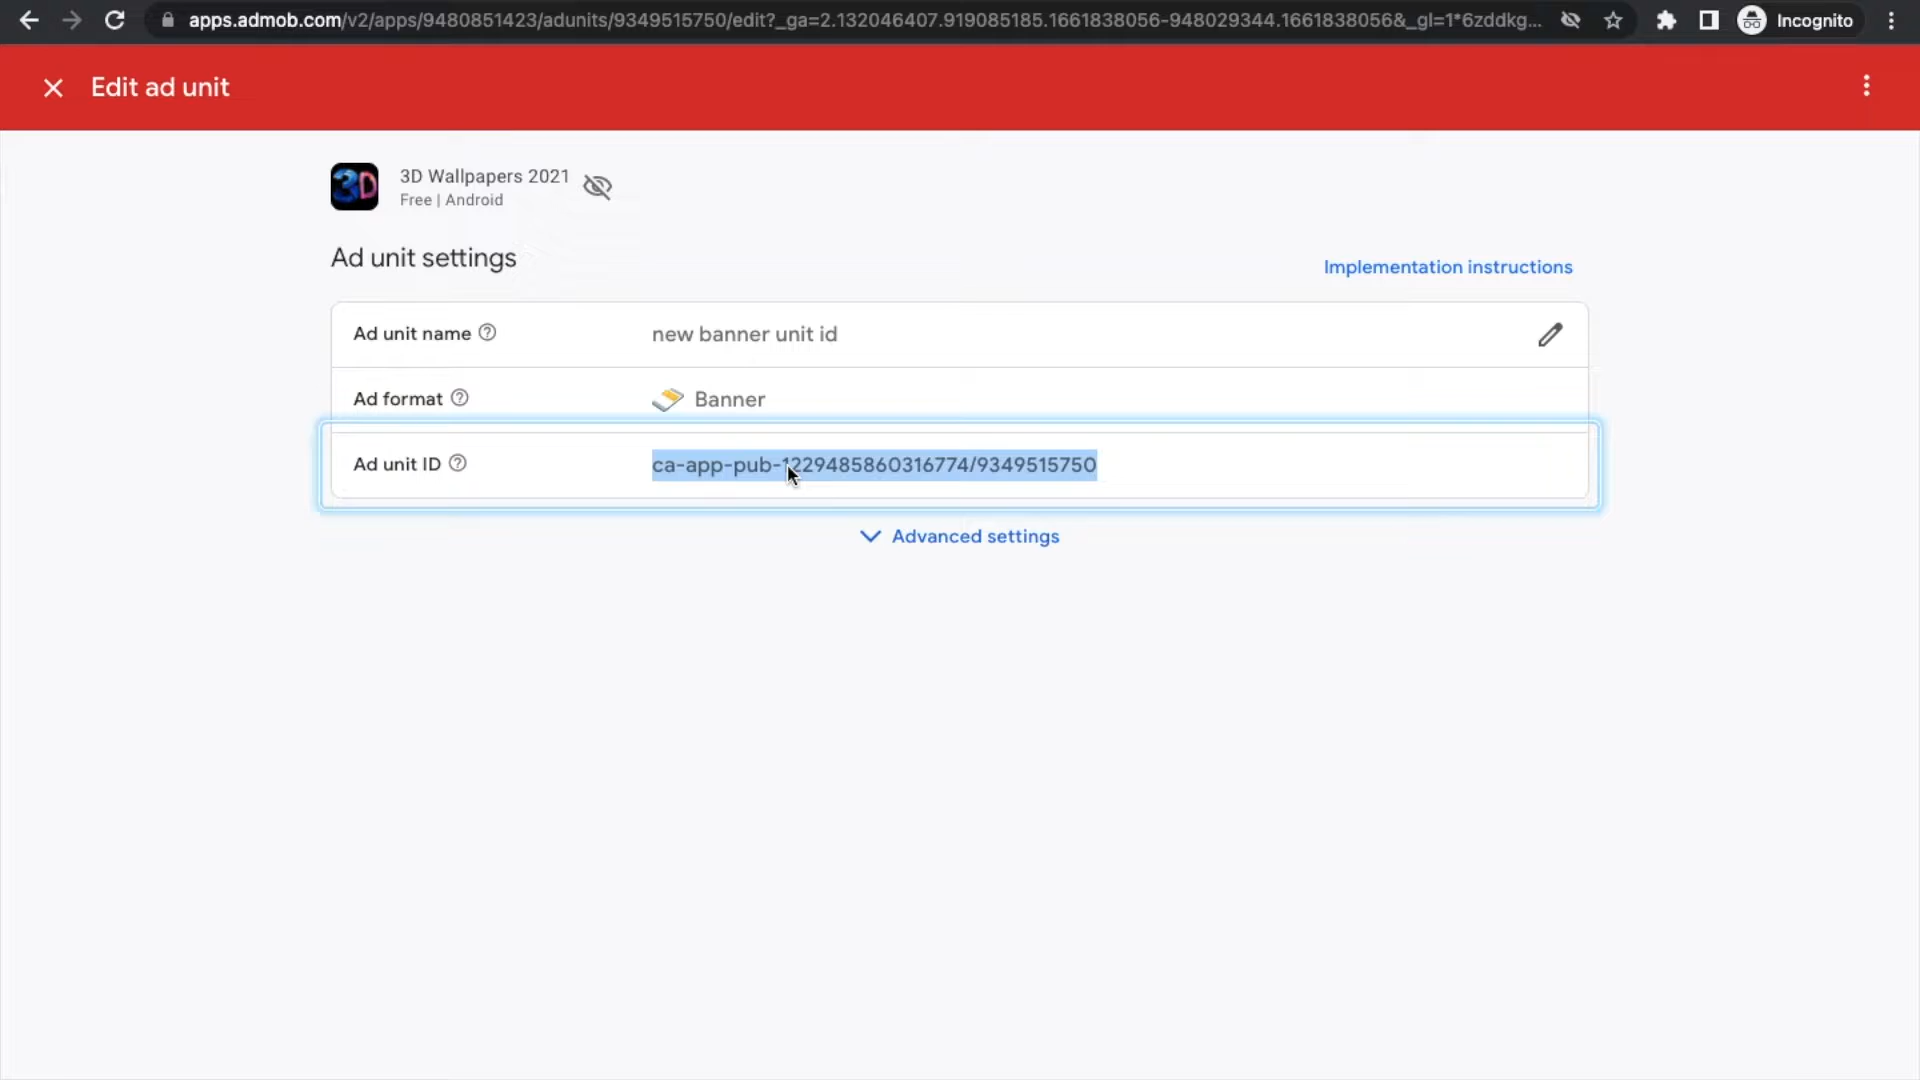 apps.admob.com/v2/apps/9480851423/adunits/9349515750/edit?_ga=2.132046407.919085185.1661838056-948029344.1661838056&_gl=1*6zddkg...
Incognito
Edit ad unit
3D
3D Wallpapers 2021
Free | Android
Ad unit settings
Implementation instructions
Ad unit name
new banner unit id
Ad format
Banner
Ad unit ID
ca-app-pub-1229485860316774/9349515750
Advanced settings